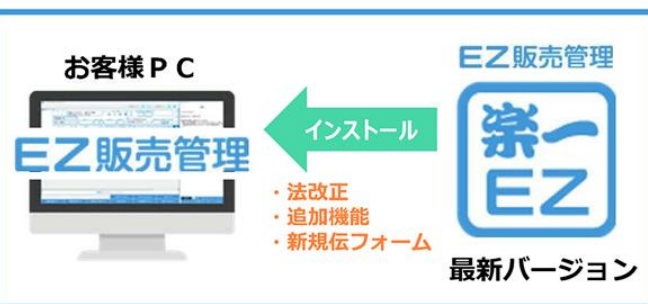 お客様ＰＣ
EZ販売管理
インストール
・法改正
・追加機能
・新規伝フォーム
EZ販売管理
楽一
EZ
最新バージョン